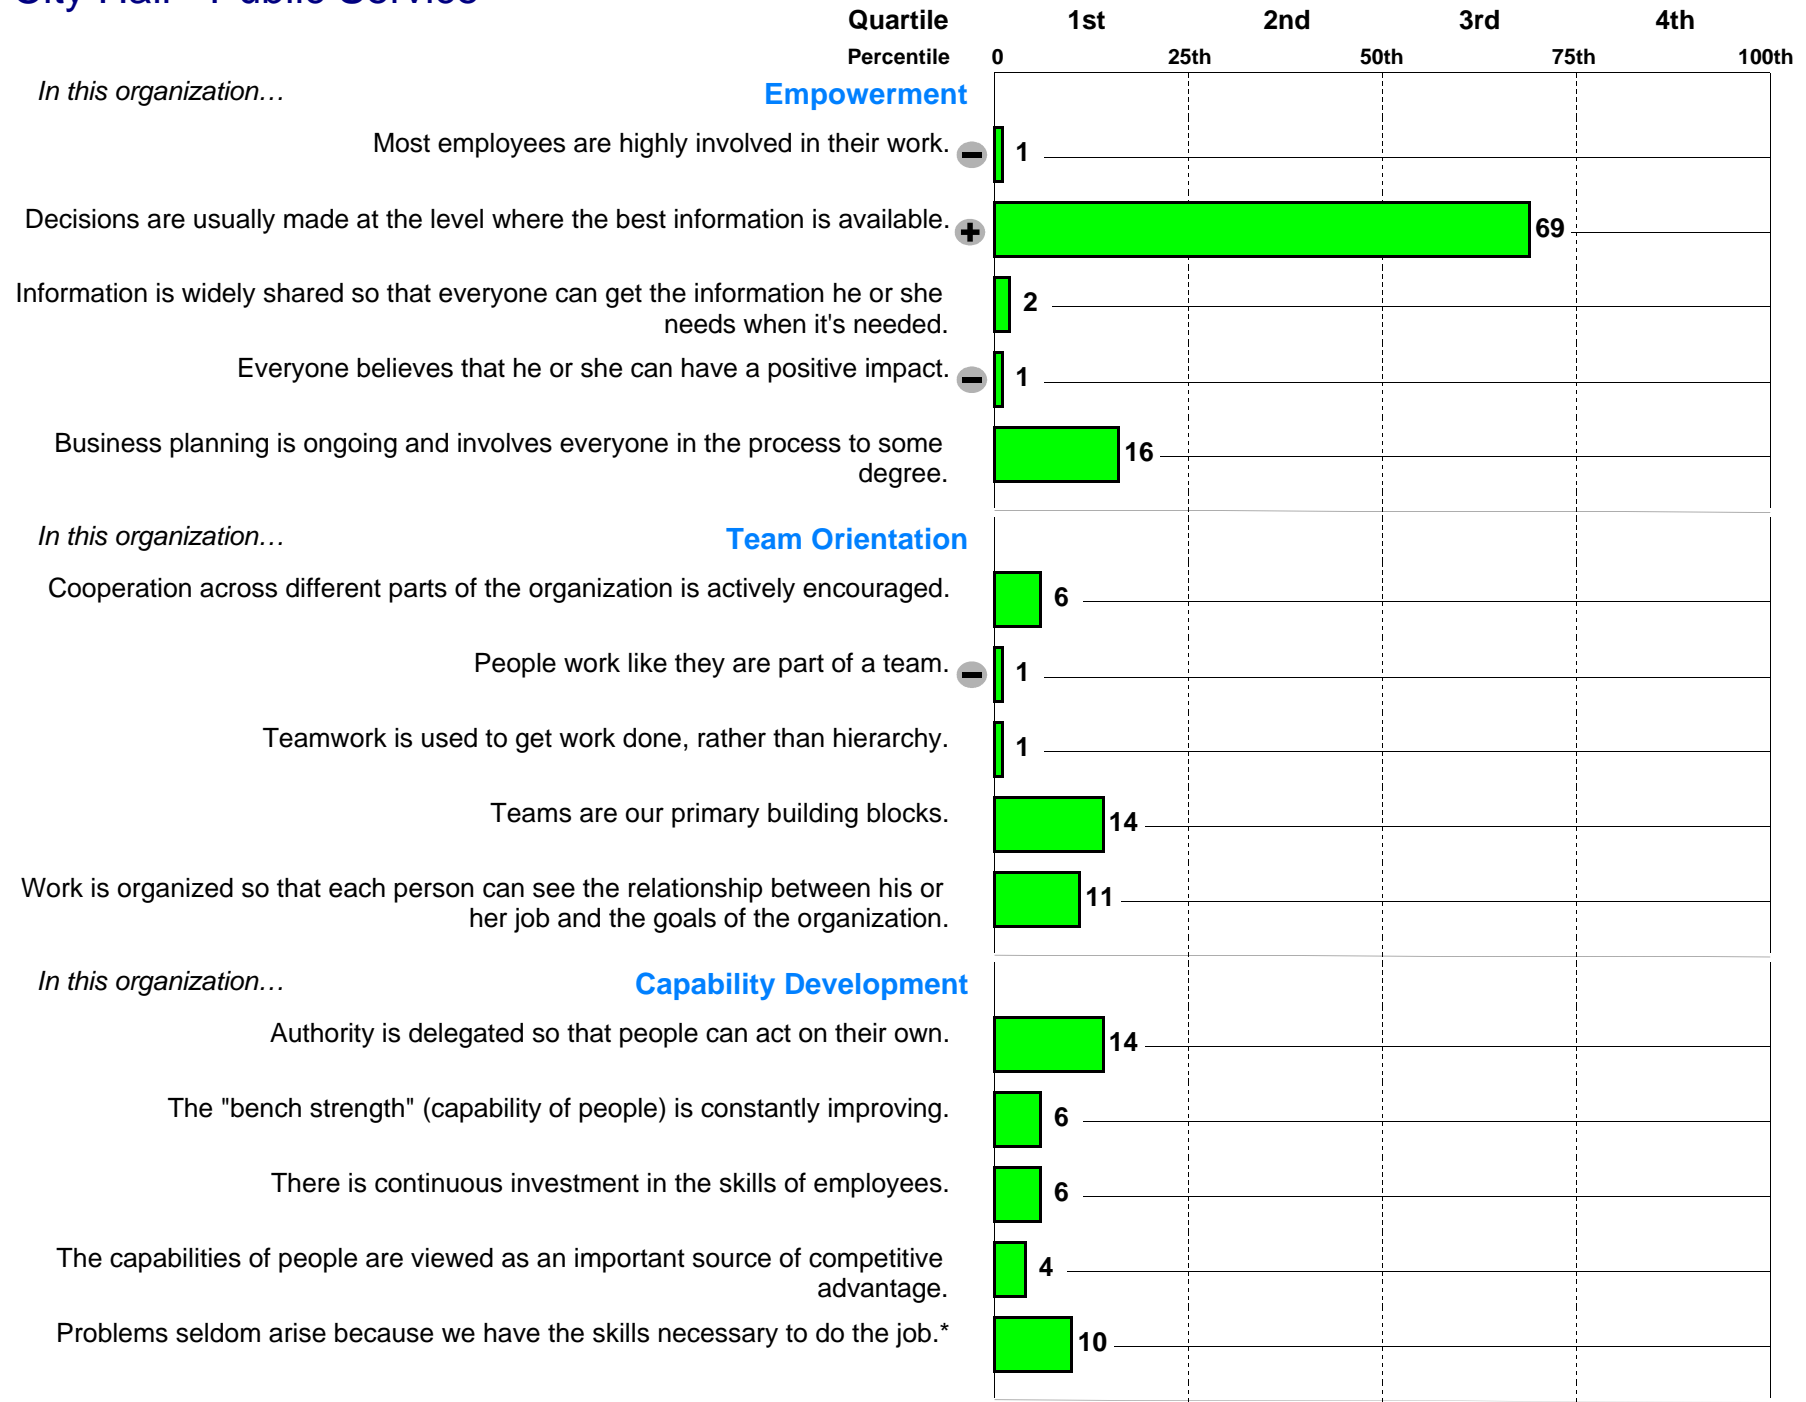 City Hall - Public Service
Quartile 1st 2nd 3rd 4th
Percentile 0 25th 50th 75th 100th
In this organization… Empowerment
Most employees are highly involved in their work. 1
Decisions are usually made at the level where the best information is available. 69
Information is widely shared so that everyone can get the information he or she
needs when it's needed. 2
Everyone believes that he or she can have a positive impact. 1
Business planning is ongoing and involves everyone in the process to some
degree. 16
In this organization… Team Orientation
Cooperation across different parts of the organization is actively encouraged. 6
People work like they are part of a team. 1
Teamwork is used to get work done, rather than hierarchy. 1
Teams are our primary building blocks. 14
Work is organized so that each person can see the relationship between his or
her job and the goals of the organization. 11
In this organization… Capability Development
Authority is delegated so that people can act on their own. 14
The "bench strength" (capability of people) is constantly improving. 6
There is continuous investment in the skills of employees. 6
The capabilities of people are viewed as an important source of competitive
advantage. 4
Problems seldom arise because we have the skills necessary to do the job.* 10